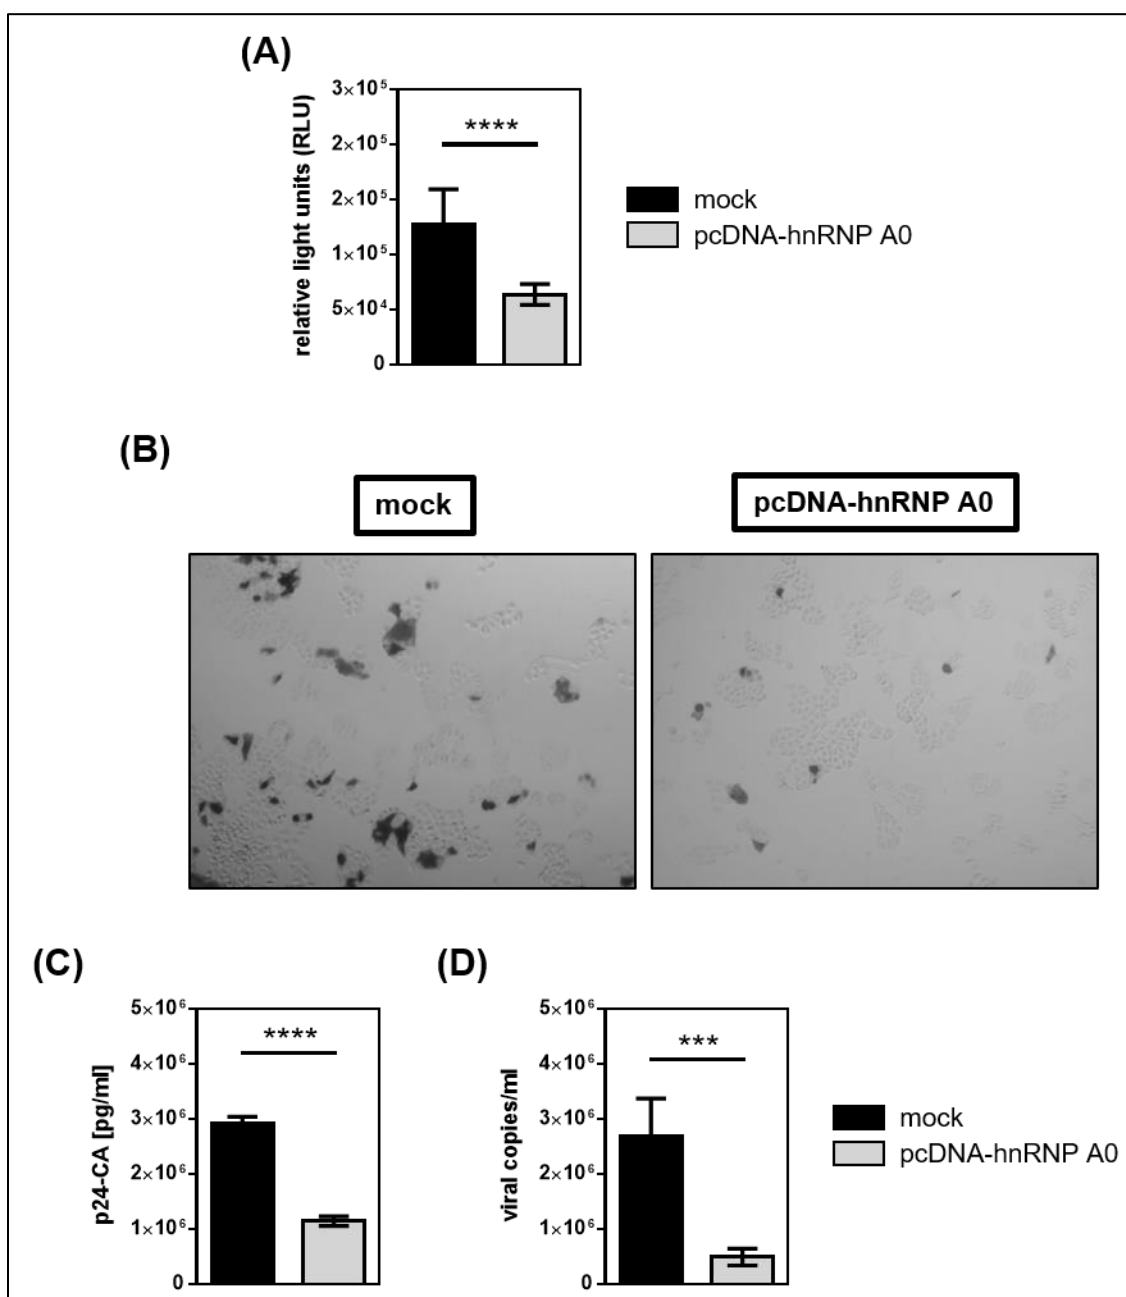 (A)
relative light units (RLU)
3×10⁵
2×10⁵
2×10⁵
1×10⁵
5×10⁴
0
****
mock
pcDNA-hnRNP A0
(B)
mock
pcDNA-hnRNP A0
(C)
p24-CA [pg/ml]
5×10⁶
4×10⁶
3×10⁶
2×10⁶
1×10⁶
0
****
(D)
viral copies/ml
5×10⁶
4×10⁶
3×10⁶
2×10⁶
1×10⁶
0
***
mock
pcDNA-hnRNP A0